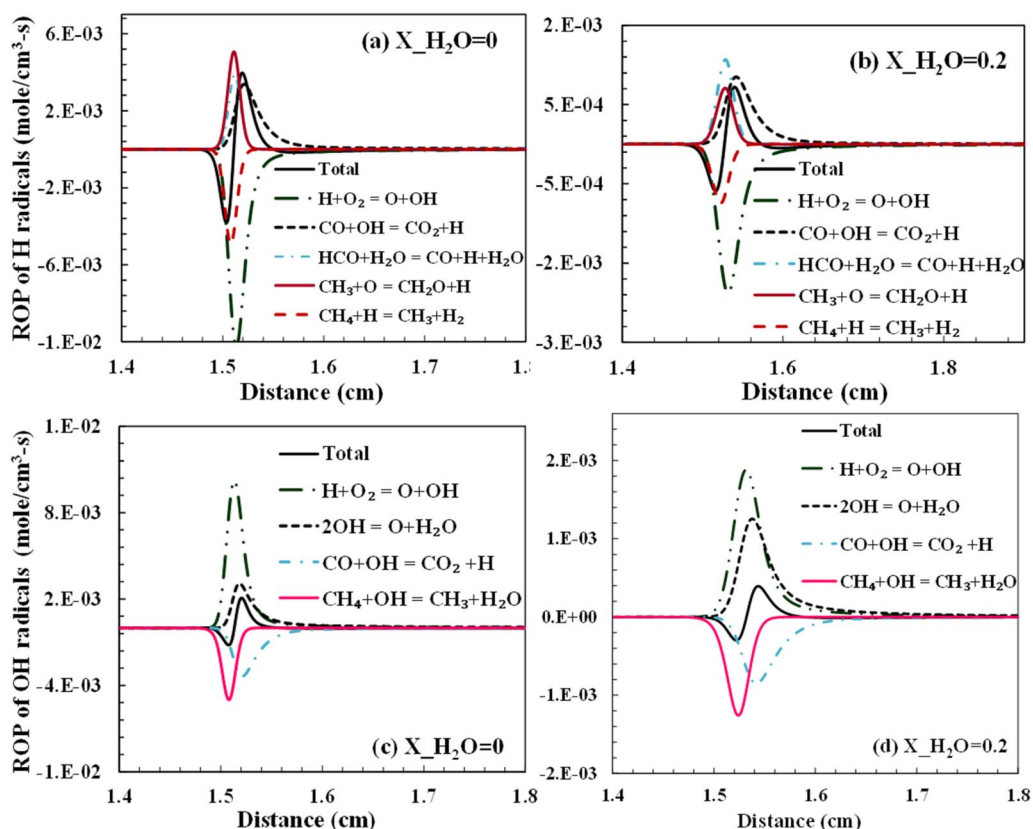 (a) X_H₂O=0
ROP of H radicals (mole/cm³-s)
6.E-03
2.E-03
-2.E-03
-6.E-03
-1.E-02
Total
H+O₂ = O+OH
CO+OH = CO₂+H
HCO+H₂O = CO+H+H₂O
CH₃+O = CH₂O+H
CH₄+H = CH₃+H₂
1.4 1.5 1.6 1.7
Distance (cm)
(b) X_H₂O=0.2
2.E-03
5.E-04
-5.E-04
-2.E-03
-3.E-03
Total
H+O₂ = O+OH
CO+OH = CO₂+H
HCO+H₂O = CO+H+H₂O
CH₃+O = CH₂O+H
CH₄+H = CH₃+H₂
1.4 1.5 1.6 1.7 1.8
Distance (cm)
ROP of OH radicals (mole/cm³-s)
1.E-02
8.E-03
2.E-03
-4.E-03
-1.E-02
Total
H+O₂ = O+OH
2OH = O+H₂O
CO+OH = CO₂ +H
CH₄+OH = CH₃+H₂O
(c) X_H₂O=0
1.4 1.5 1.6 1.7 1.8
Distance (cm)
2.E-03
1.E-03
0.E+00
-1.E-03
-2.E-03
Total
H+O₂ = O+OH
2OH = O+H₂O
CO+OH = CO₂ +H
CH₄+OH = CH₃+H₂O
(d) X_H₂O=0.2
1.4 1.5 1.6 1.7 1.8
Distance (cm)